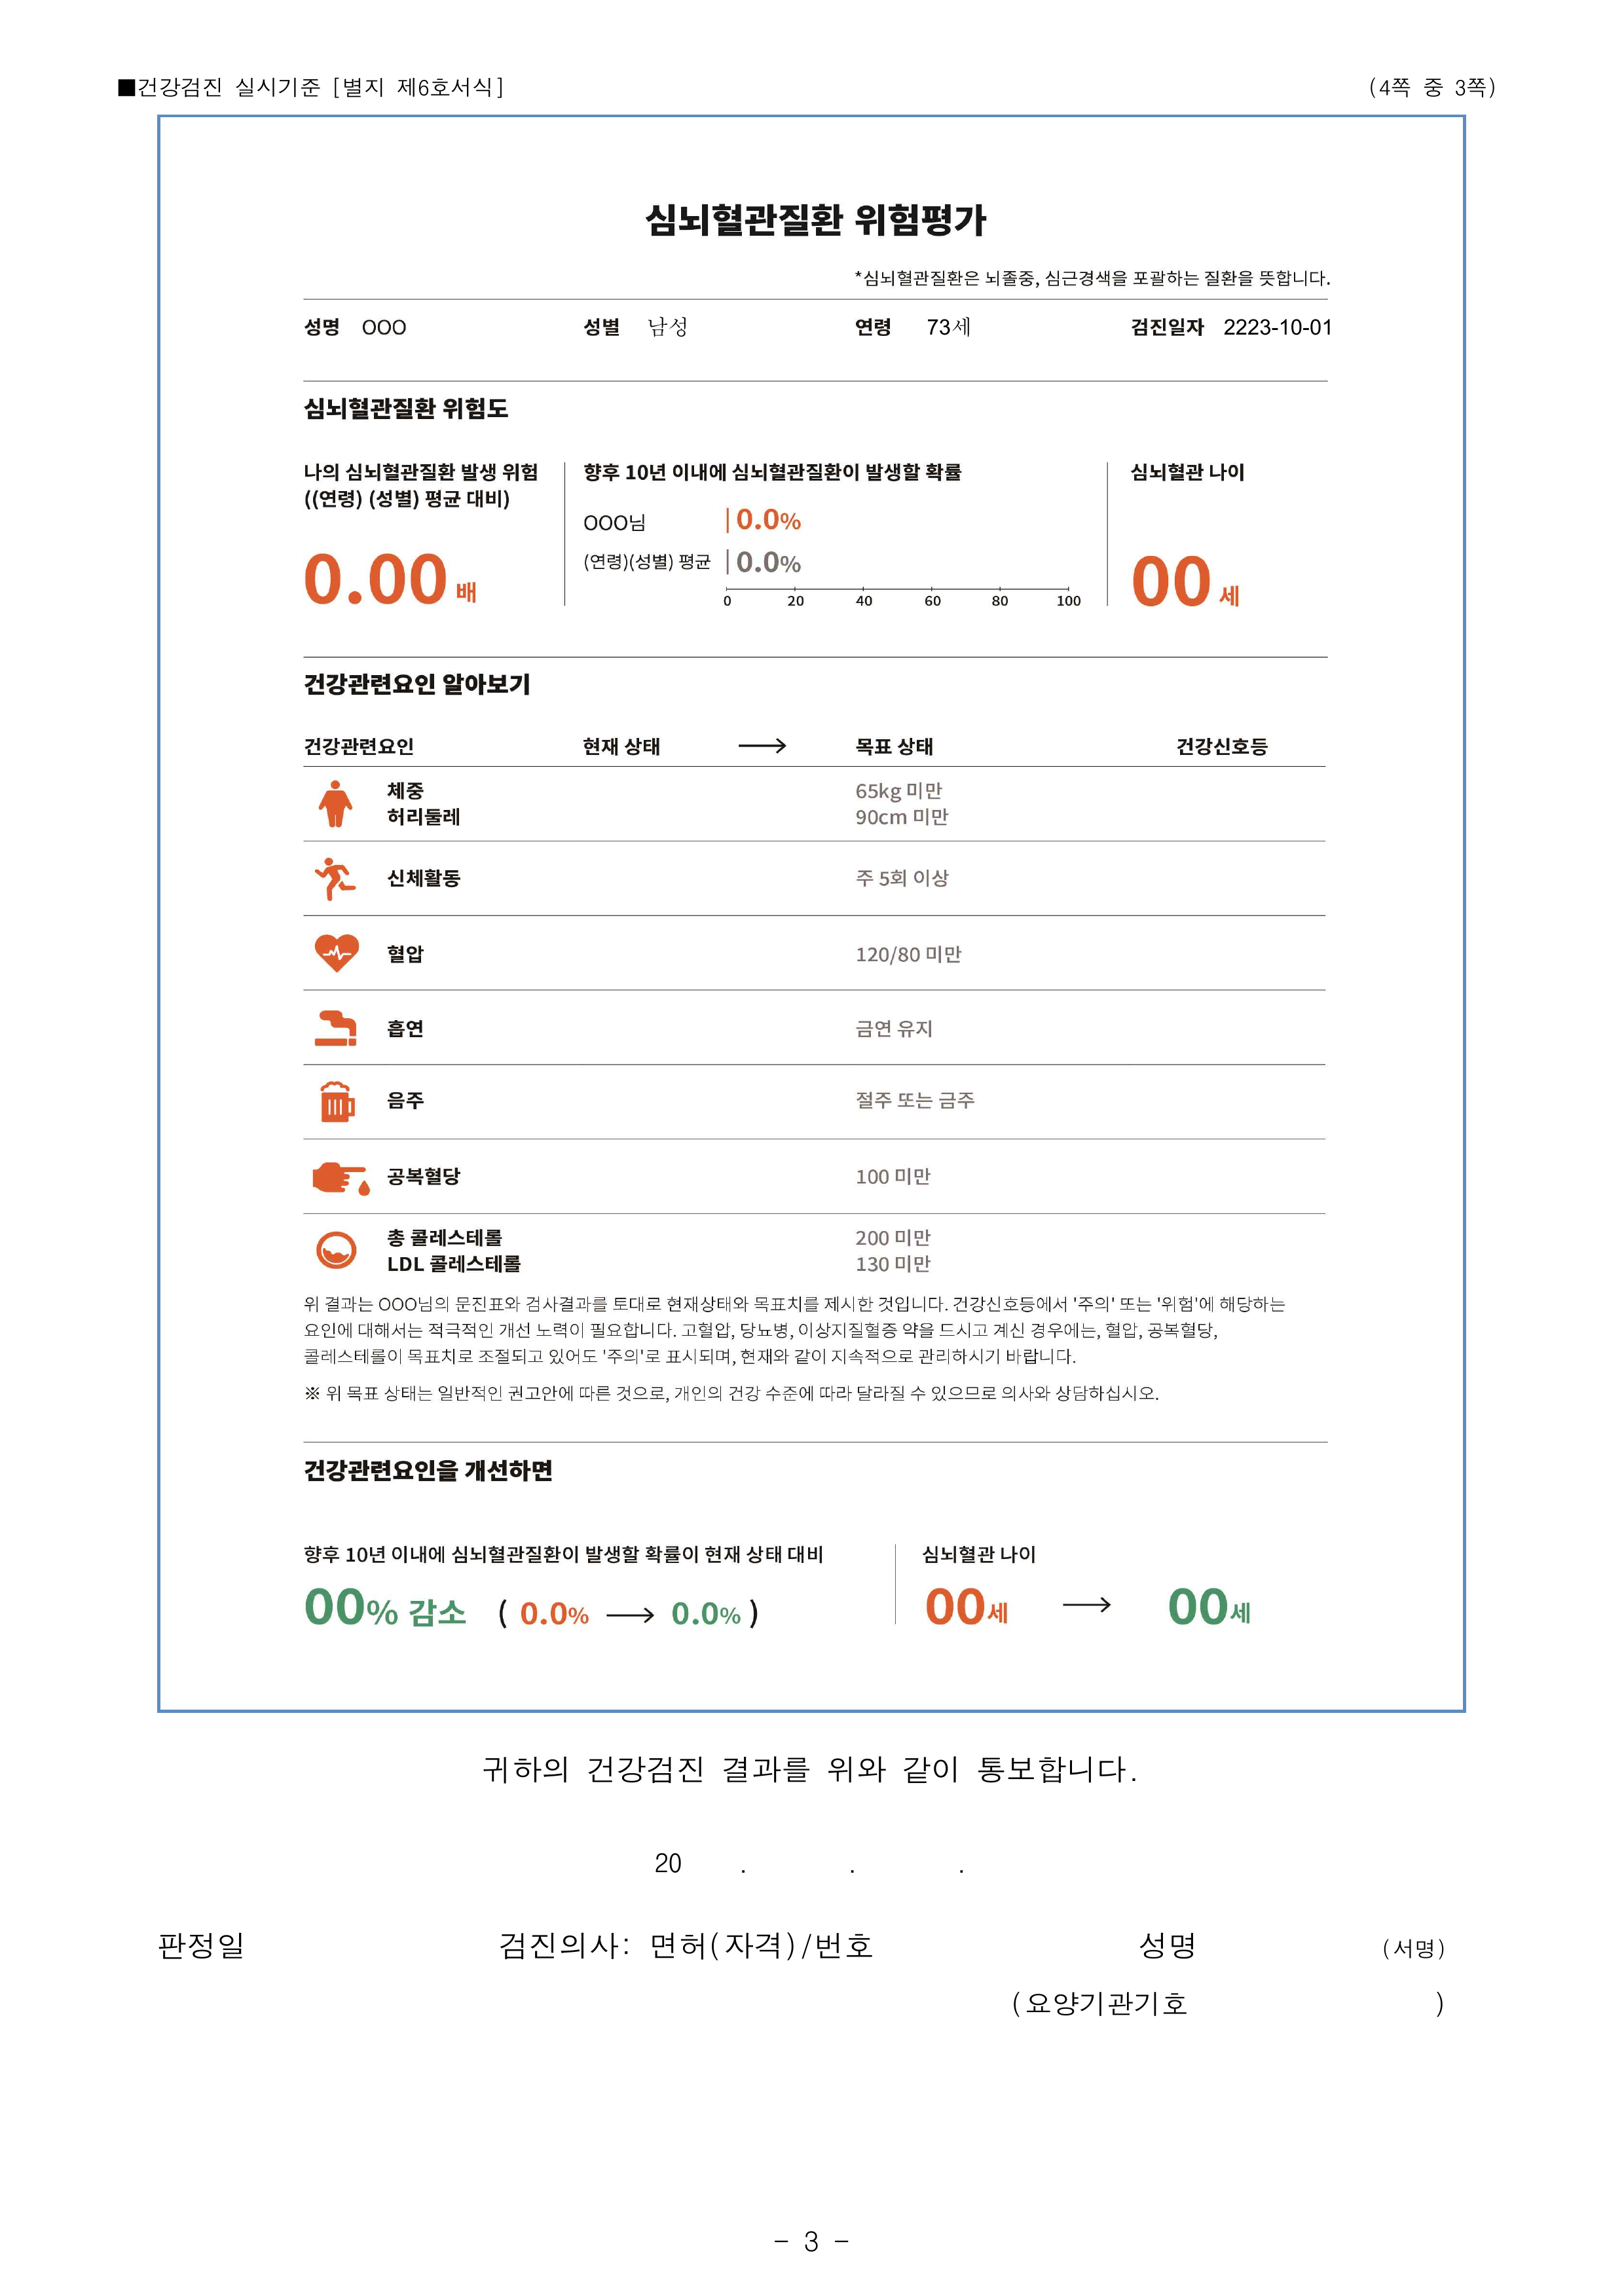 ■건강검진 실시기준 [별지 제6호서식] (4쪽 중 3쪽)
심뇌혈관질환 위험평가
*심뇌혈관질환은 뇌졸중, 심근경색을 포괄하는 질환을 뜻합니다.
성명 OOO 성별 남성 연령 73세 검진일자 2223-10-01
심뇌혈관질환 위험도
나의 심뇌혈관질환 발생 위험
((연령) (성별) 평균 대비)
0.00 배
향후 10년 이내에 심뇌혈관질환이 발생할 확률
OOO님 0.0%
(연령)(성별) 평균 0.0%
0 20 40 60 80 100
심뇌혈관 나이
00 세
건강관련요인 알아보기
건강관련요인 현재 상태 → 목표 상태 건강신호등
체중 65kg 미만
허리둘레 90cm 미만
신체활동 주 5회 이상
혈압 120/80 미만
흡연 금연 유지
음주 절주 또는 금주
공복혈당 100 미만
총 콜레스테롤 200 미만
LDL 콜레스테롤 130 미만
위 결과는 OOO님의 문진표와 검사결과를 토대로 현재상태와 목표치를 제시한 것입니다. 건강신호등에서 '주의' 또는 '위험'에 해당하는
요인에 대해서는 적극적인 개선 노력이 필요합니다. 고혈압, 당뇨병, 이상지질혈증 약을 드시고 계신 경우에는, 혈압, 공복혈당,
콜레스테롤이 목표치로 조절되고 있어도 '주의'로 표시되며, 현재와 같이 지속적으로 관리하시기 바랍니다.
※ 위 목표 상태는 일반적인 권고안에 따른 것으로, 개인의 건강 수준에 따라 달라질 수 있으므로 의사와 상담하십시오.
건강관련요인을 개선하면
향후 10년 이내에 심뇌혈관질환이 발생할 확률이 현재 상태 대비
00% 감소 ( 0.0% → 0.0% )
심뇌혈관 나이
00세 → 00세
귀하의 건강검진 결과를 위와 같이 통보합니다.
20 . . .
판정일 검진의사: 면허(자격)/번호 성명 (서명)
(요양기관기호 )
- 3 -